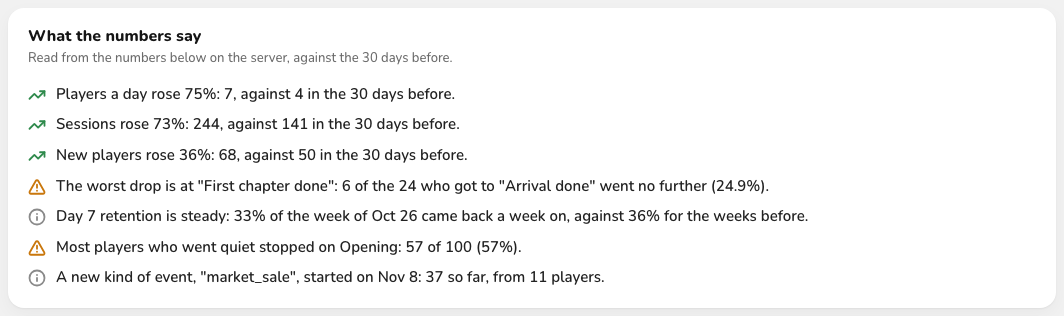 What the numbers say
Read from the numbers below on the server, against the 30 days before.
Players a day rose 75%: 7, against 4 in the 30 days before.
Sessions rose 73%: 244, against 141 in the 30 days before.
New players rose 36%: 68, against 50 in the 30 days before.
The worst drop is at "First chapter done": 6 of the 24 who got to "Arrival done" went no further (24.9%).
Day 7 retention is steady: 33% of the week of Oct 26 came back a week on, against 36% for the weeks before.
Most players who went quiet stopped on Opening: 57 of 100 (57%).
A new kind of event, "market_sale", started on Nov 8: 37 so far, from 11 players.